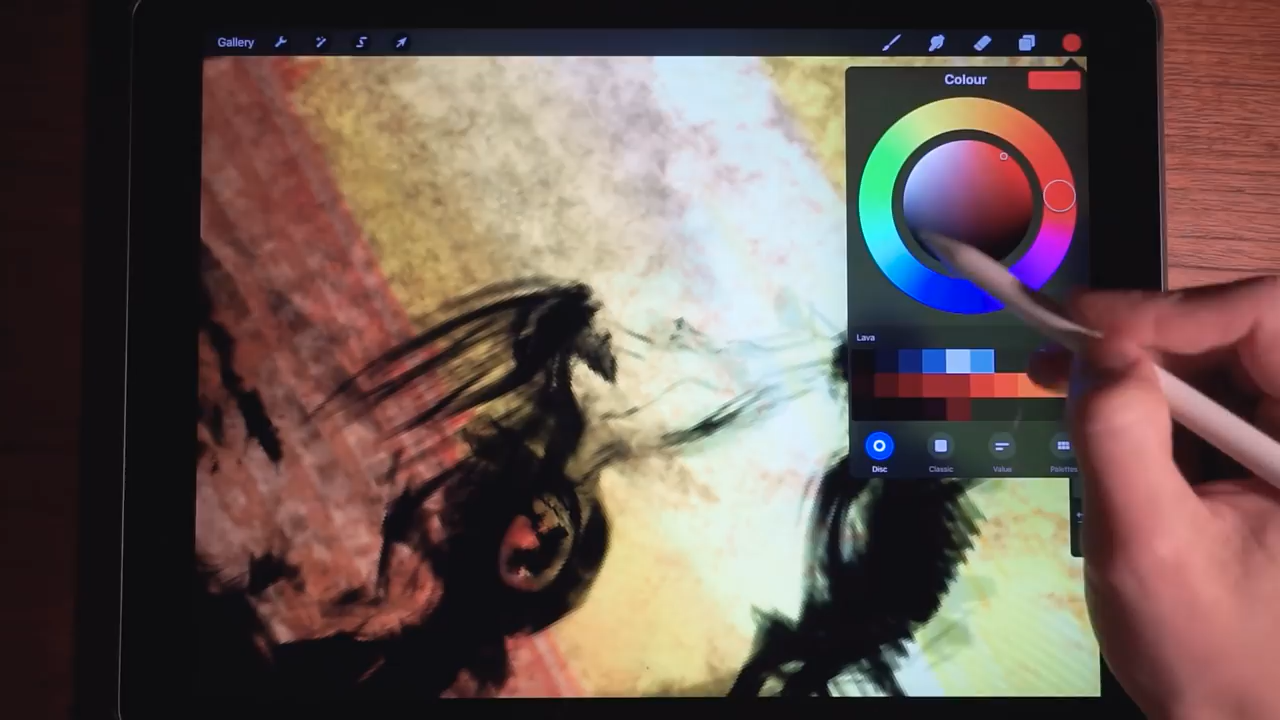 Gallery
Colour
Lava
Disc
Classic
Value
Palettes